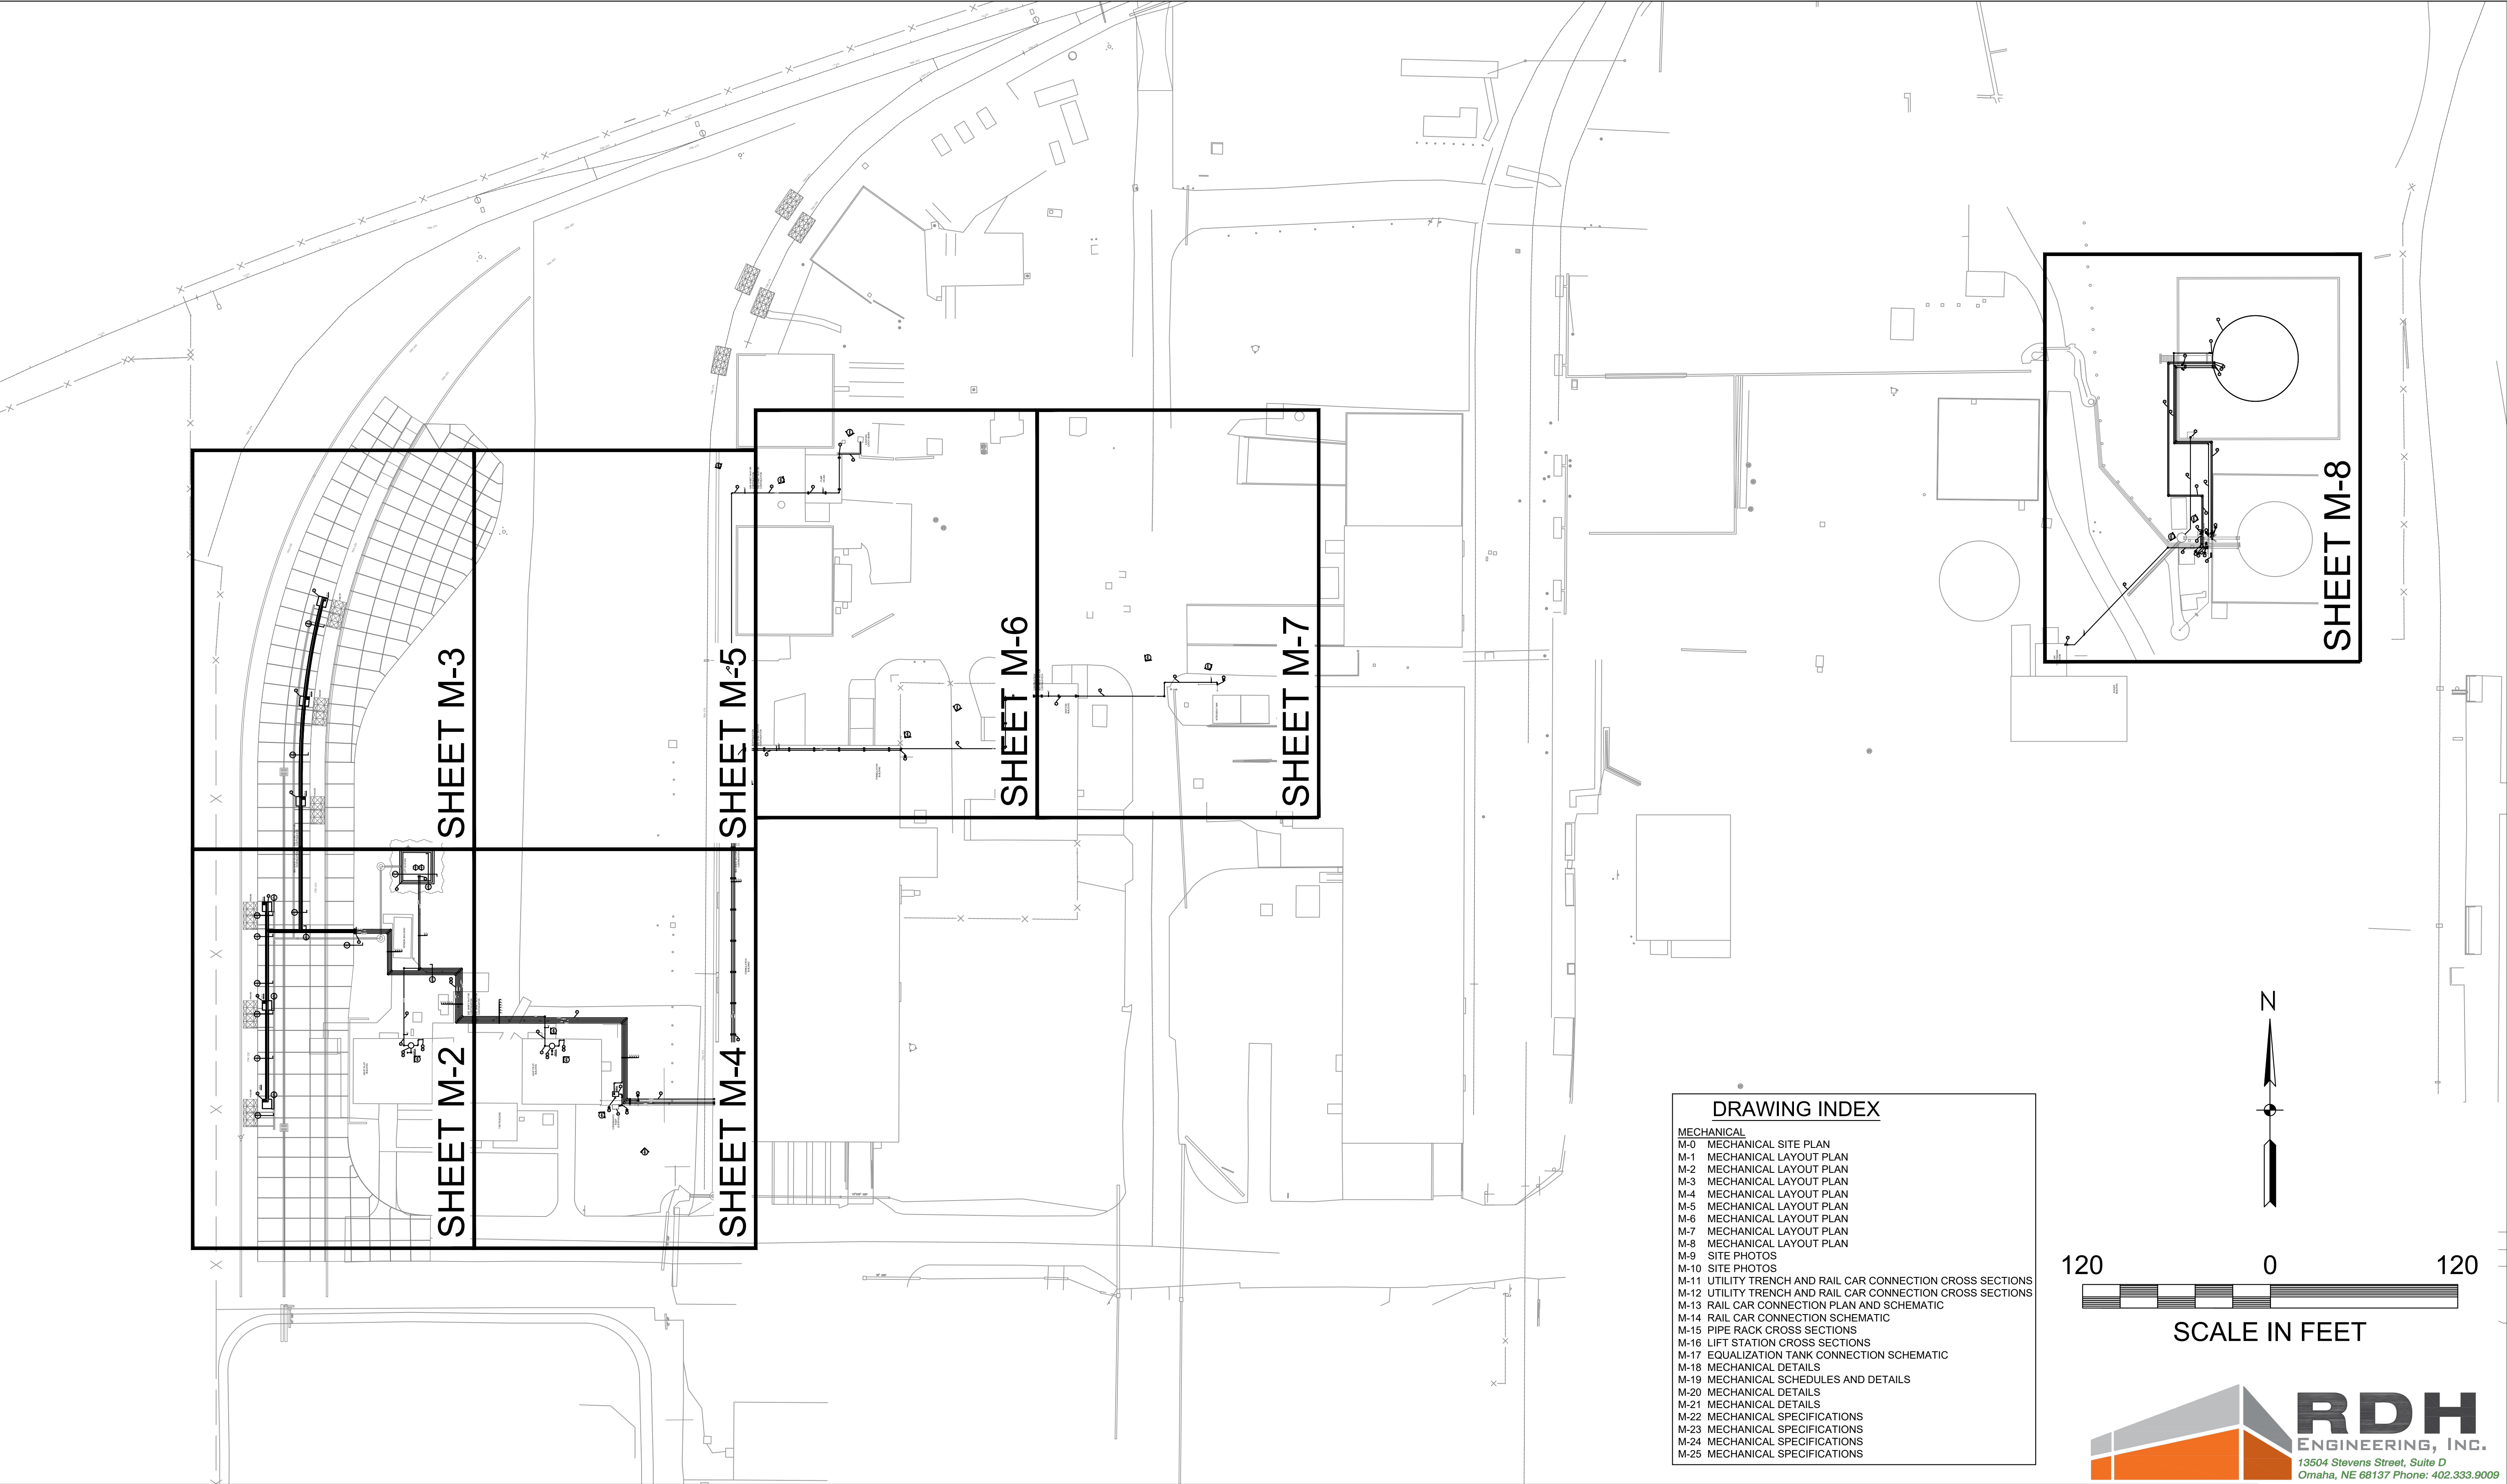 SHEET M-3
SHEET M-5
SHEET M-6
SHEET M-7
SHEET M-8
SHEET M-2
SHEET M-4
DRAWING INDEX
MECHANICAL
M-0 MECHANICAL SITE PLAN
M-1 MECHANICAL LAYOUT PLAN
M-2 MECHANICAL LAYOUT PLAN
M-3 MECHANICAL LAYOUT PLAN
M-4 MECHANICAL LAYOUT PLAN
M-5 MECHANICAL LAYOUT PLAN
M-6 MECHANICAL LAYOUT PLAN
M-7 MECHANICAL LAYOUT PLAN
M-8 MECHANICAL LAYOUT PLAN
M-9 SITE PHOTOS
M-10 SITE PHOTOS
M-11 UTILITY TRENCH AND RAIL CAR CONNECTION CROSS SECTIONS
M-12 UTILITY TRENCH AND RAIL CAR CONNECTION CROSS SECTIONS
M-13 RAIL CAR CONNECTION PLAN AND SCHEMATIC
M-14 RAIL CAR CONNECTION SCHEMATIC
M-15 PIPE RACK CROSS SECTIONS
M-16 LIFT STATION CROSS SECTIONS
M-17 EQUALIZATION TANK CONNECTION SCHEMATIC
M-18 MECHANICAL DETAILS
M-19 MECHANICAL SCHEDULES AND DETAILS
M-20 MECHANICAL DETAILS
M-21 MECHANICAL DETAILS
M-22 MECHANICAL SPECIFICATIONS
M-23 MECHANICAL SPECIFICATIONS
M-24 MECHANICAL SPECIFICATIONS
M-25 MECHANICAL SPECIFICATIONS
N
120 0 120
SCALE IN FEET
RDH
ENGINEERING, INC.
13504 Stevens Street, Suite D
Omaha, NE 68137 Phone: 402.333.9009